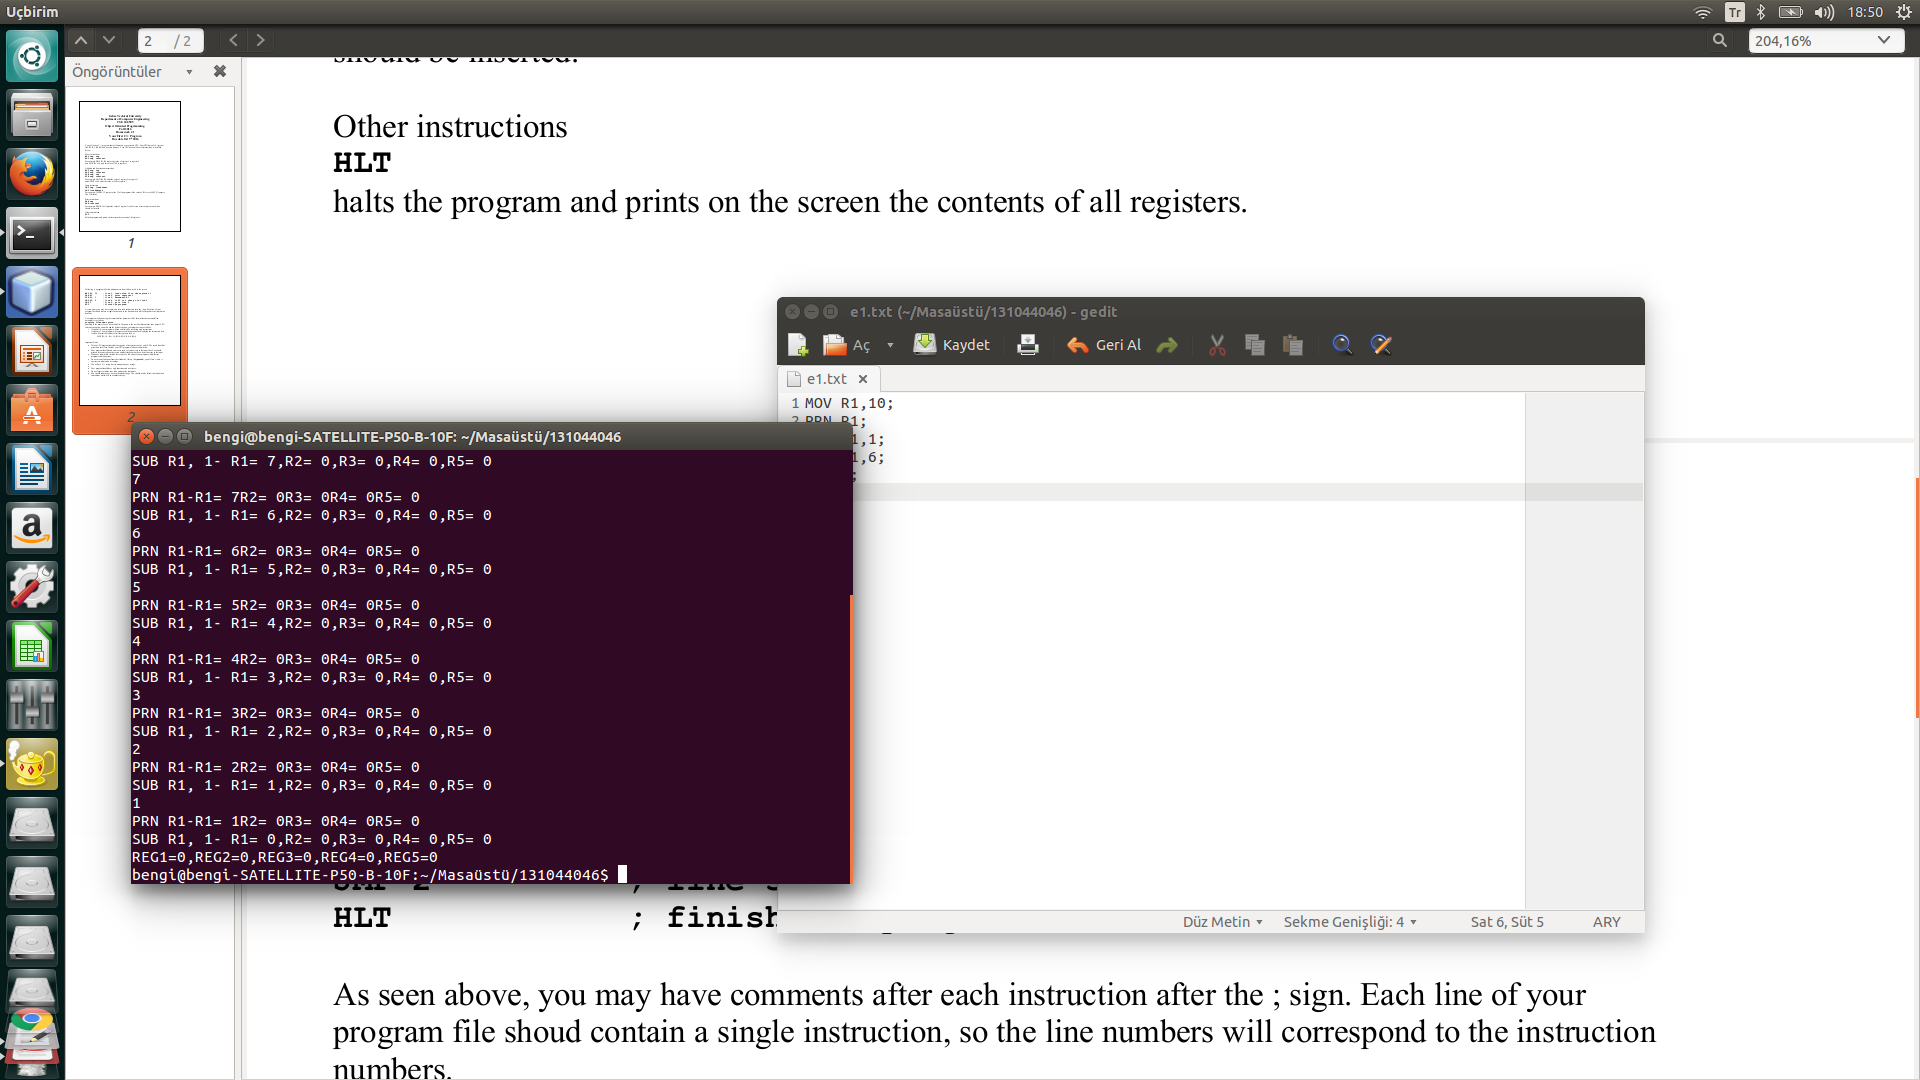 Uçbirim
Tr
18:50
2 / 2
204,16%
Öngörüntüler
1
2
should be inserted.
Other instructions
HLT
halts the program and prints on the screen the contents of all registers.
e1.txt (~/Masaüstü/131044046) - gedit
Aç
Kaydet
Geri Al
e1.txt
1 MOV R1,10;
2 PRN R1;
1,1;
1,6;
;
bengi@bengi-SATELLITE-P50-B-10F: ~/Masaüstü/131044046
SUB R1, 1- R1= 7,R2= 0,R3= 0,R4= 0,R5= 0
7
PRN R1-R1= 7R2= 0R3= 0R4= 0R5= 0
SUB R1, 1- R1= 6,R2= 0,R3= 0,R4= 0,R5= 0
6
PRN R1-R1= 6R2= 0R3= 0R4= 0R5= 0
SUB R1, 1- R1= 5,R2= 0,R3= 0,R4= 0,R5= 0
5
PRN R1-R1= 5R2= 0R3= 0R4= 0R5= 0
SUB R1, 1- R1= 4,R2= 0,R3= 0,R4= 0,R5= 0
4
PRN R1-R1= 4R2= 0R3= 0R4= 0R5= 0
SUB R1, 1- R1= 3,R2= 0,R3= 0,R4= 0,R5= 0
3
PRN R1-R1= 3R2= 0R3= 0R4= 0R5= 0
SUB R1, 1- R1= 2,R2= 0,R3= 0,R4= 0,R5= 0
2
PRN R1-R1= 2R2= 0R3= 0R4= 0R5= 0
SUB R1, 1- R1= 1,R2= 0,R3= 0,R4= 0,R5= 0
1
PRN R1-R1= 1R2= 0R3= 0R4= 0R5= 0
SUB R1, 1- R1= 0,R2= 0,R3= 0,R4= 0,R5= 0
REG1=0,REG2=0,REG3=0,REG4=0,REG5=0
bengi@bengi-SATELLITE-P50-B-10F:~/Masaüstü/131044046$
HLT ; finish
Düz Metin
Sekme Genişliği: 4
Sat 6, Süt 5
ARY
As seen above, you may have comments after each instruction after the ; sign. Each line of your
program file shoud contain a single instruction, so the line numbers will correspond to the instruction
numbers.